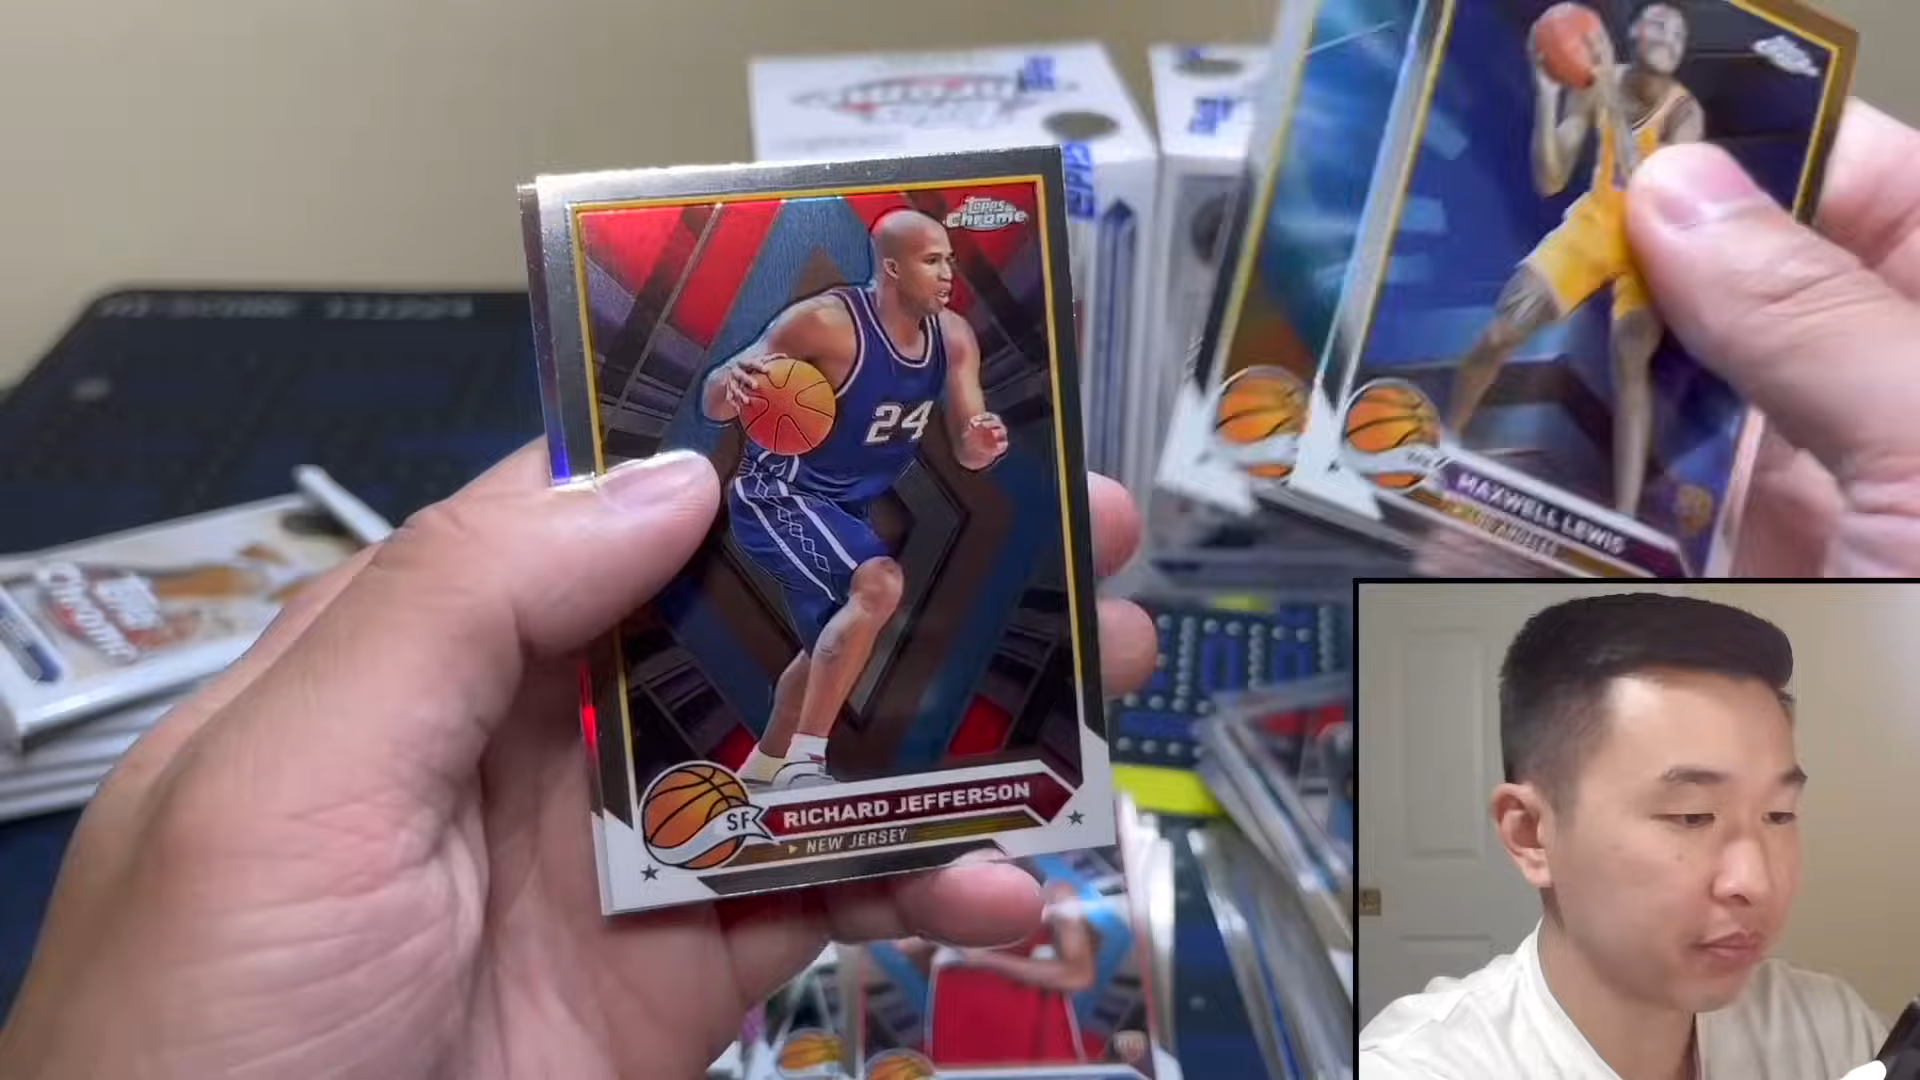 Topps
Chrome
24
SF
RICHARD JEFFERSON
NEW JERSEY
MAXWELL LEWIS
Topps
Chrome